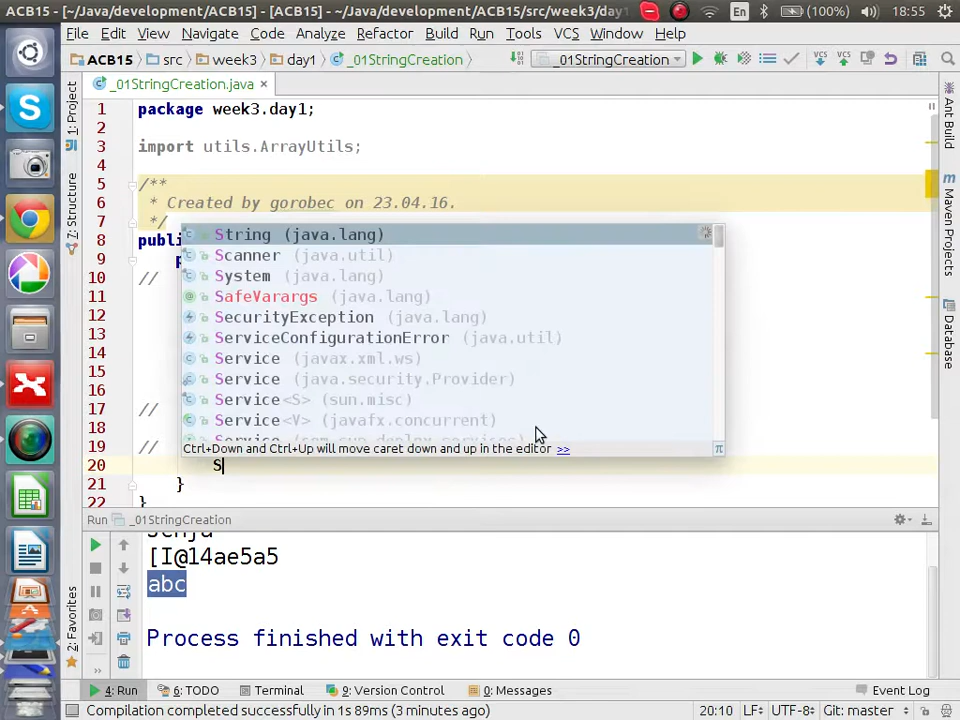 ACB15 - [~/Java/development/ACB15] - [ACB15] - ~/Java/development/ACB15/src/week3/day1
En
(100%)
18:55
File Edit View Navigate Code Analyze Refactor Build Run Tools VCS Window Help
ACB15 src week3 day1 _01StringCreation
_01StringCreation
VCS VCS
_01StringCreation.java ×
1 package week3.day1;
2
3 import utils.ArrayUtils;
4
5 /**
6 * Created by gorobec on 23.04.16.
7 */
8 publi
9
10 //
11
12
13
14
15
16
17 //
18
19 //
20 S
21 }
22 }
String (java.lang)
Scanner (java.util)
System (java.lang)
SafeVarargs (java.lang)
SecurityException (java.lang)
ServiceConfigurationError (java.util)
Service (javax.xml.ws)
Service (java.security.Provider)
Service<S> (sun.misc)
Service<V> (javafx.concurrent)
Ctrl+Down and Ctrl+Up will move caret down and up in the editor >>
π
1: Project
7: Structure
2: Favorites
Ant Build
Maven Projects
Database
Run _01StringCreation
[I@14ae5a5
abc
Process finished with exit code 0
4: Run 6: TODO Terminal 9: Version Control 0: Messages Event Log
Compilation completed successfully in 1s 89ms (3 minutes ago)
20:10 LF÷ UTF-8÷ Git: master